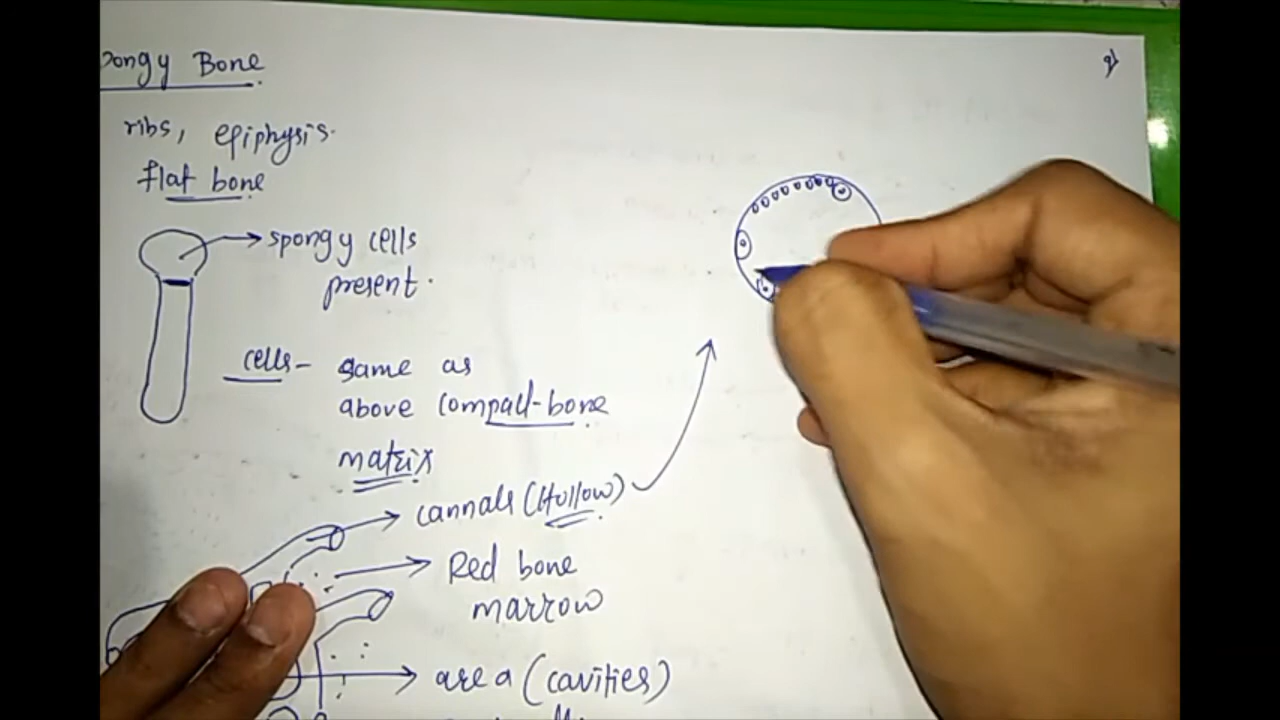 pongy Bone
ribs, epiphysis.
flat bone
spongy cells
present.
cells - same as
above compact-bone
matrix
cannals (Hollow)
Red bone
marrow
area (cavities)